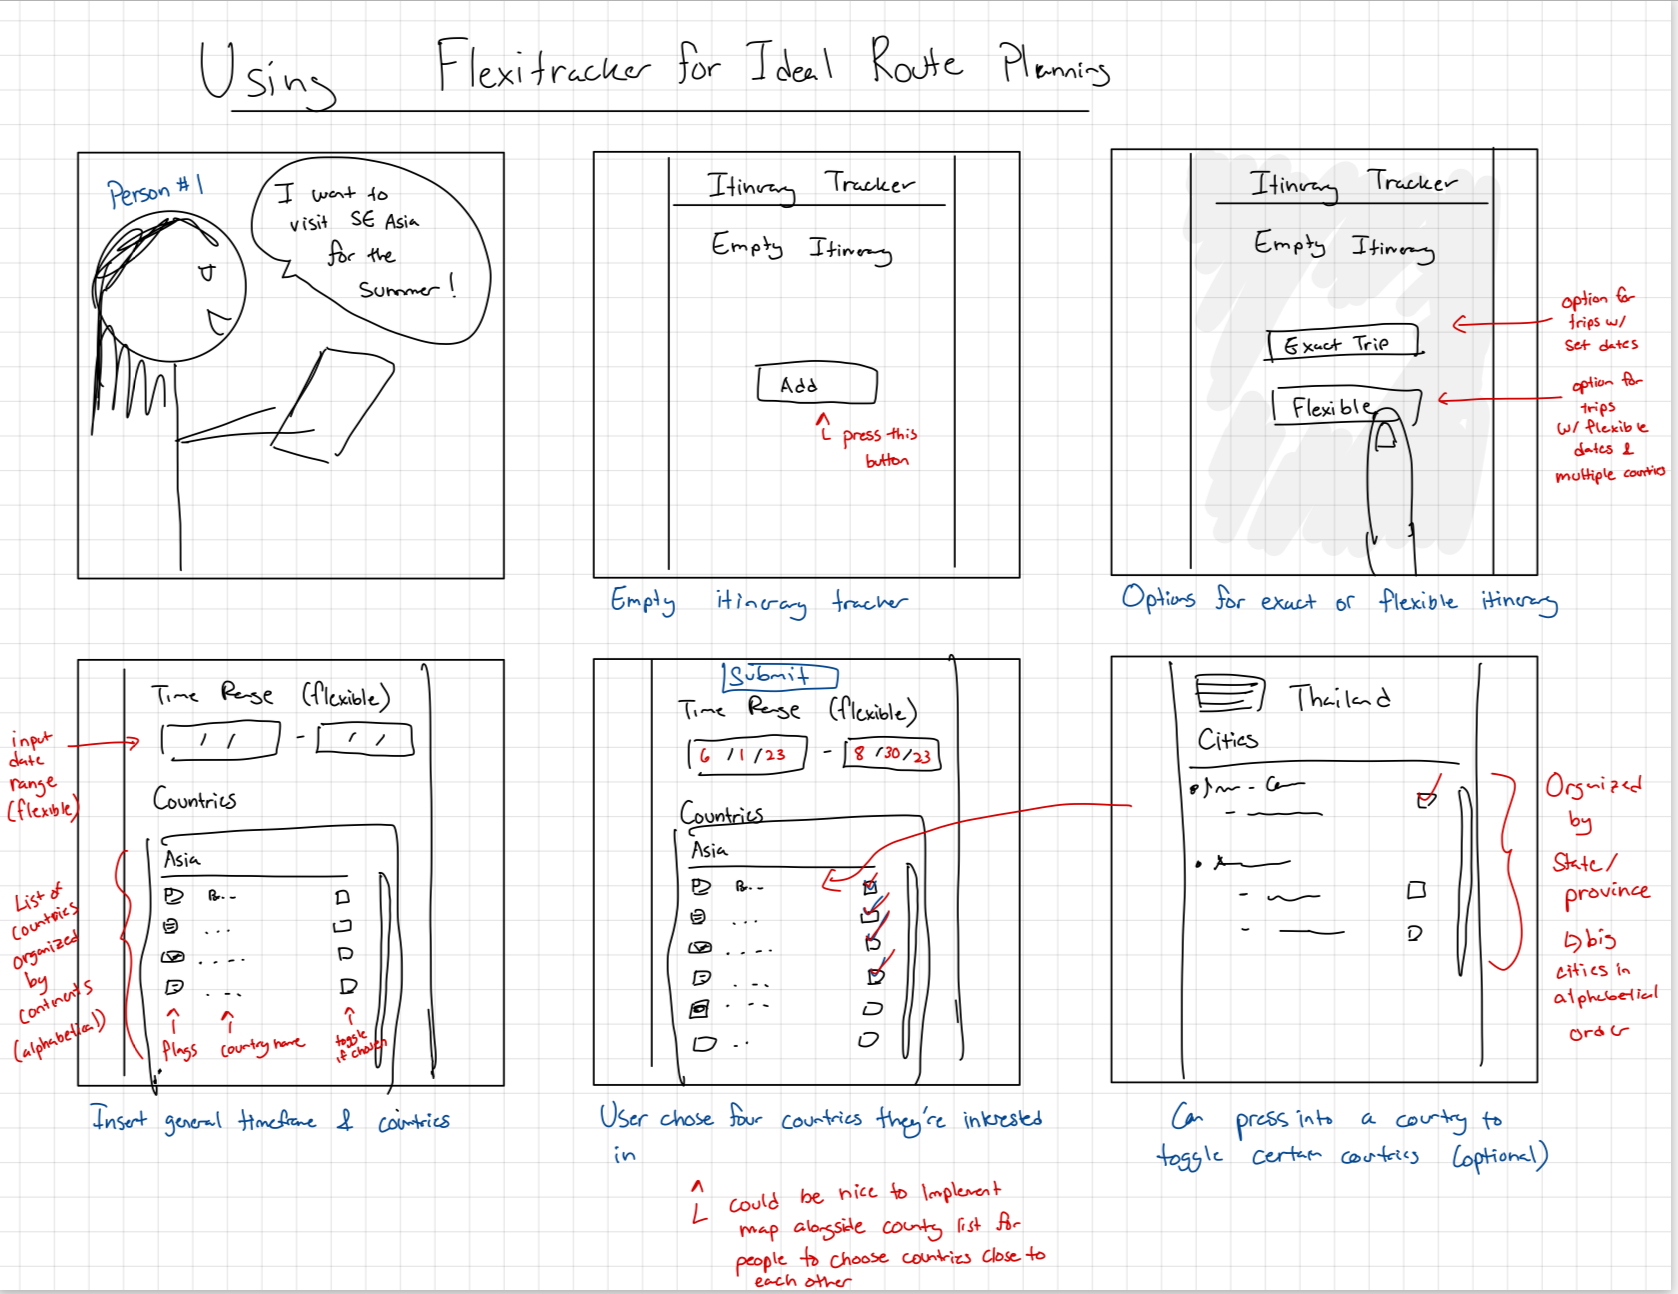 Using Flexitracker for Ideal Route Planning
Person #1
I want to
visit SE Asia
for the
summer!
Itinerary Tracker
Empty Itinerary
Add
press this
button
Empty itinerary tracker
Itinerary Tracker
Empty Itinerary
Exact Trip
Flexible
option for
trips w/
set dates
option for
trips
w/ flexible
dates &
multiple countries
Options for exact or flexible itinerary
Time Range (flexible)
/ / - / /
Countries
Asia
B...
...
....
...
flags
country name
toggle
if chosen
input
date
range
(flexible)
List of
countries
organized
by
continents
(alphabetical)
Insert general timeframe & countries
Submit
Time Range (flexible)
6/1/23 - 8/30/23
Countries
Asia
B...
...
....
...
...
..
User chose four countries they're interested
in
could be nice to implement
map alongside county list for
people to choose countries close to
each other
Thailand
Cities
Organized
by
State/
province
↳ big
cities in
alphabetical
order
Can press into a country to
toggle certain countries (optional)